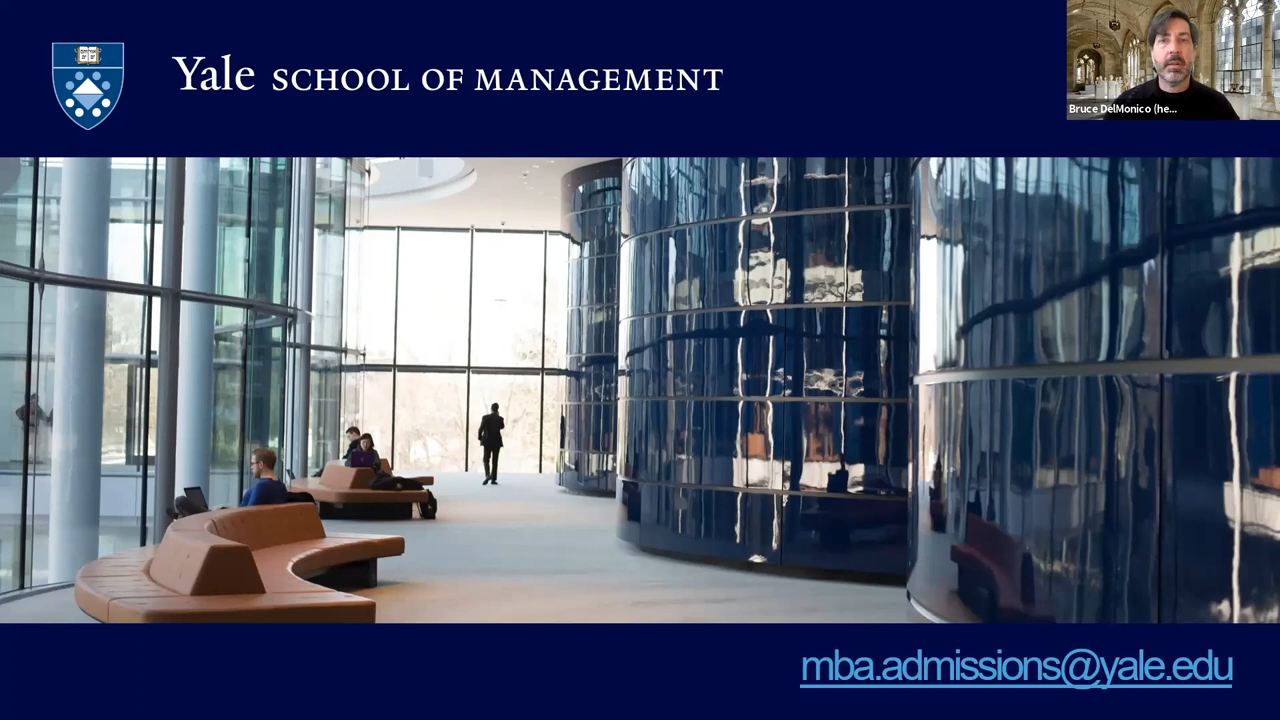 Yale SCHOOL OF MANAGEMENT
Bruce DelMonico (he...
mba.admissions@yale.edu